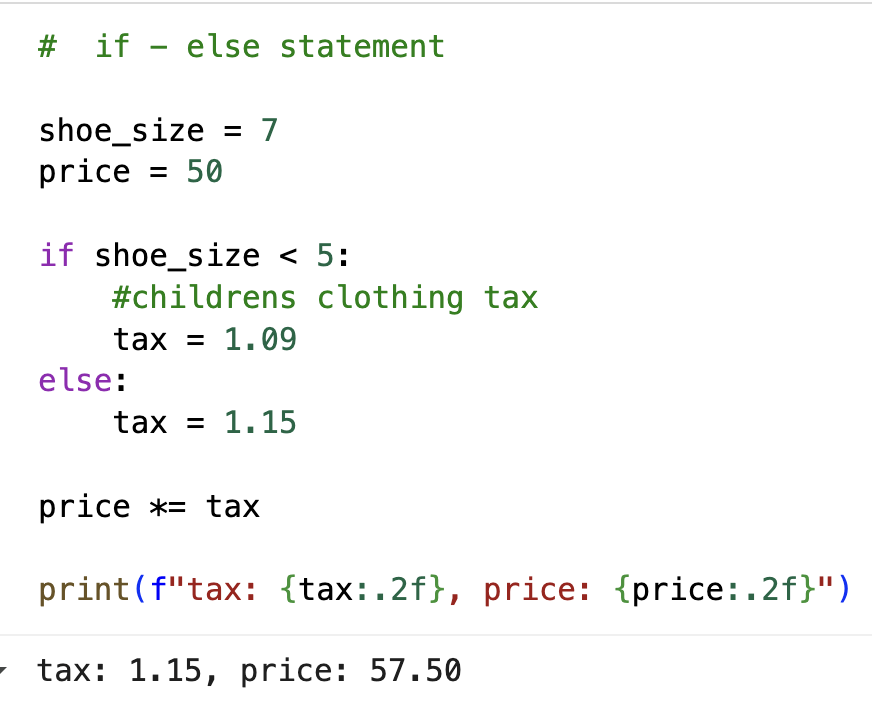 #  if - else statement
shoe_size = 7
price = 50
if shoe_size < 5:
    #childrens clothing tax
    tax = 1.09
else:
    tax = 1.15
price *= tax
print(f"tax: {tax:.2f}, price: {price:.2f}")
tax: 1.15, price: 57.50